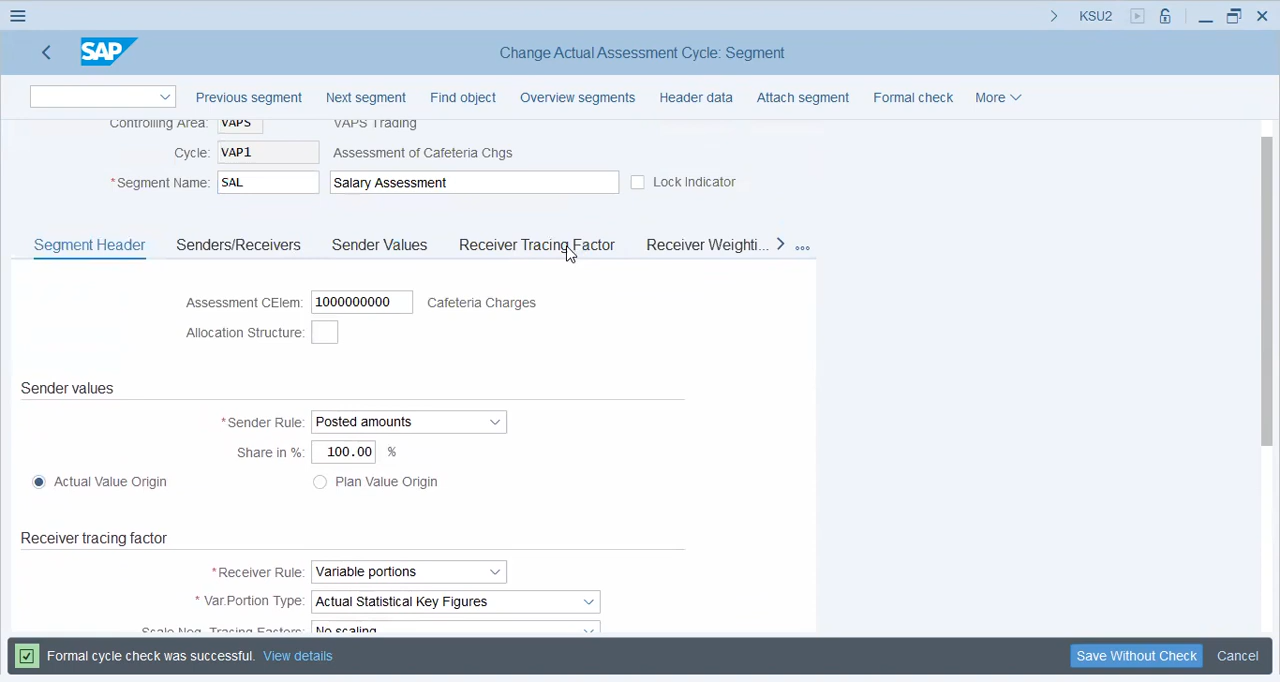 KSU2
SAP
Change Actual Assessment Cycle: Segment
Previous segment Next segment Find object Overview segments Header data Attach segment Formal check More
Controlling Area: VAPS VAPS Trading
Cycle: VAP1 Assessment of Cafeteria Chgs
*Segment Name: SAL Salary Assessment Lock Indicator
Segment Header Senders/Receivers Sender Values Receiver Tracing Factor Receiver Weighti...
Assessment CElem: 1000000000 Cafeteria Charges
Allocation Structure:
Sender values
*Sender Rule: Posted amounts
Share in %: 100.00 %
Actual Value Origin Plan Value Origin
Receiver tracing factor
*Receiver Rule: Variable portions
* Var.Portion Type: Actual Statistical Key Figures
Scale Neg. Tracing Factors: No scaling
Formal cycle check was successful. View details Save Without Check Cancel